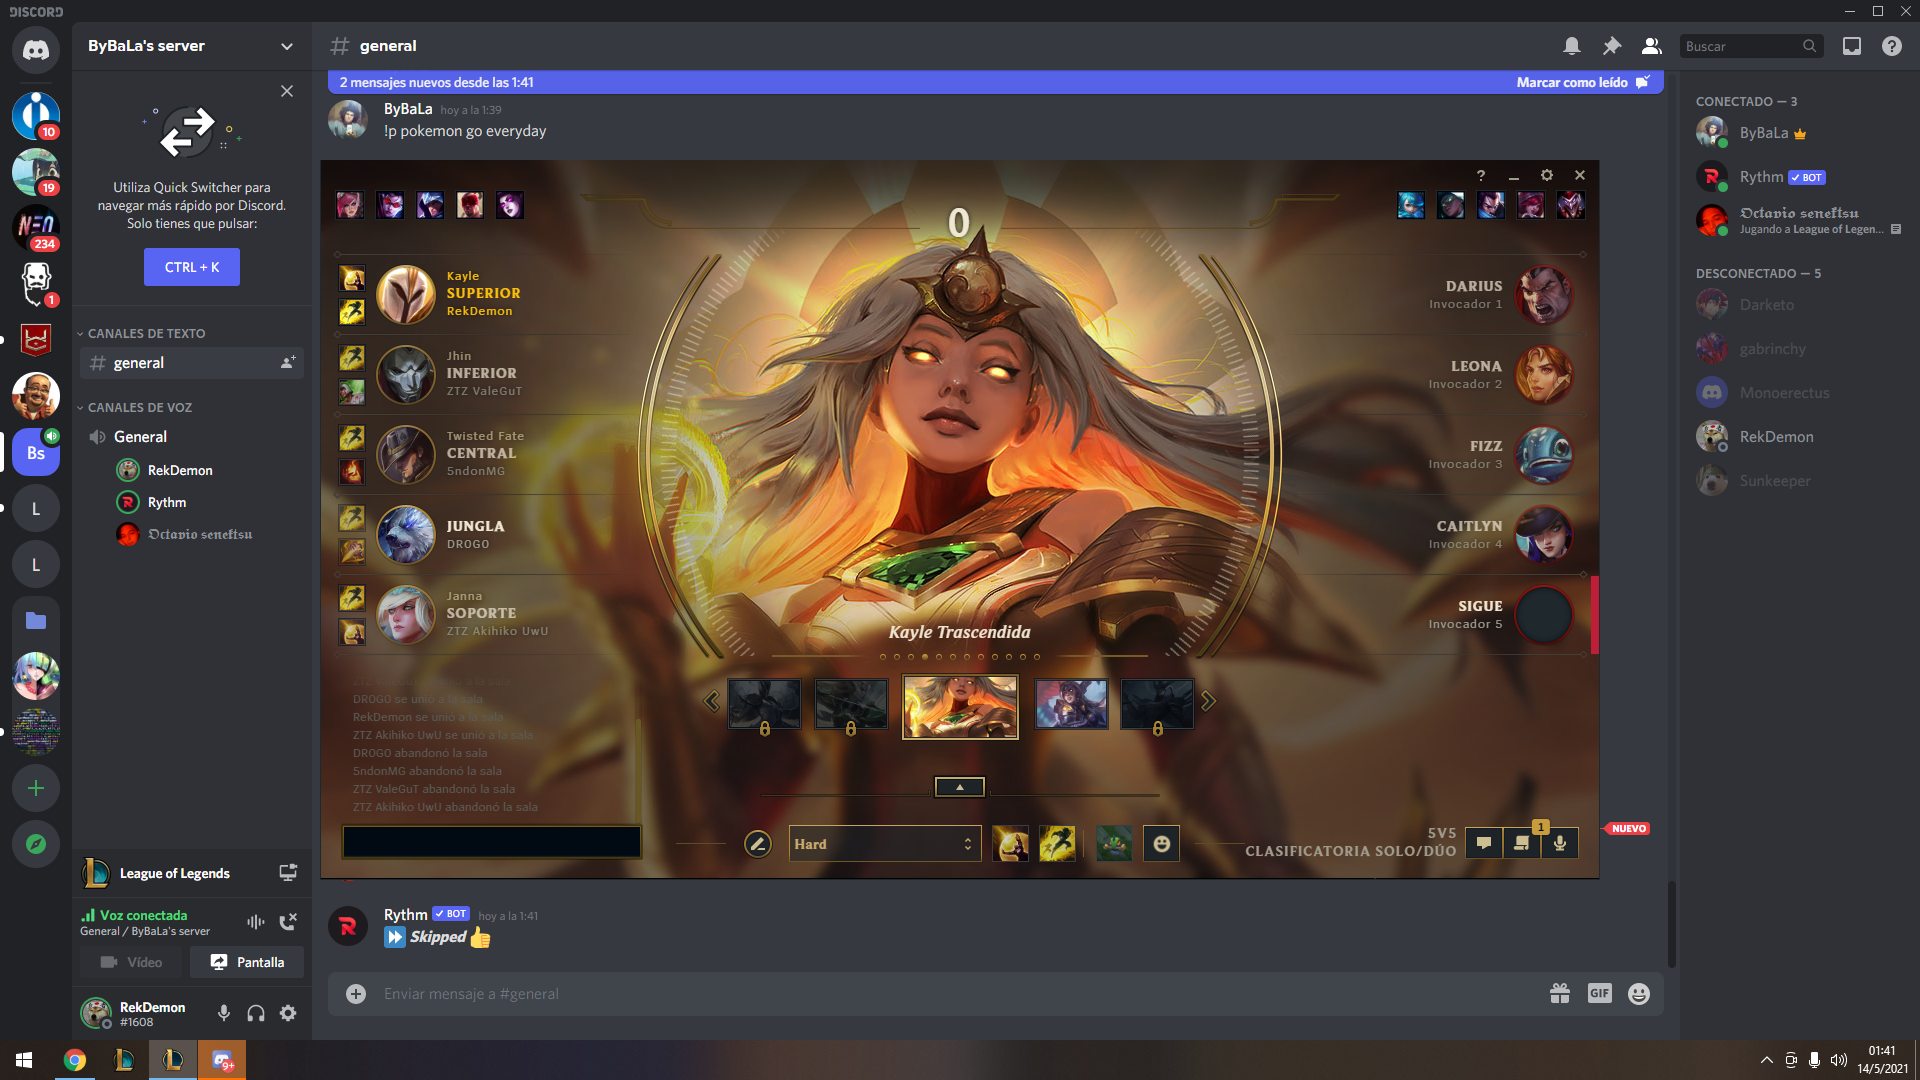 DISCORD
ByBaLa's server
general
Buscar
2 mensajes nuevos desde las 1:41
Marcar como leído
ByBaLa hoy a la 1:39
!p pokemon go everyday
Utiliza Quick Switcher para
navegar más rápido por Discord.
Solo tienes que pulsar:
CTRL + K
10
19
NEO
234
1
Bs
L
L
CANALES DE TEXTO
general
CANALES DE VOZ
General
RekDemon
Rythm
Octavio senektsu
0
Kayle
SUPERIOR
RekDemon
Jhin
INFERIOR
ZTZ ValeGuT
Twisted Fate
CENTRAL
5ndonMG
JUNGLA
DR0G0
Janna
SOPORTE
ZTZ Akihiko UwU
DARIUS
Invocador 1
LEONA
Invocador 2
FIZZ
Invocador 3
CAITLYN
Invocador 4
SIGUE
Invocador 5
Kayle Trascendida
DR0G0 se unió a la sala
RekDemon se unió a la sala
ZTZ Akihiko UwU se unió a la sala
DR0G0 abandonó la sala
5ndonMG abandonó la sala
ZTZ ValeGuT abandonó la sala
ZTZ Akihiko UwU abandonó la sala
Hard
5V5
CLASIFICATORIA SOLO/DÚO
1
NUEVO
Rythm BOT hoy a la 1:41
Skipped
Enviar mensaje a #general
GIF
CONECTADO — 3
ByBaLa
Rythm BOT
Octavio senektsu
Jugando a League of Legen...
DESCONECTADO — 5
Darketo
gabrinchy
Monoerectus
RekDemon
Sunkeeper
League of Legends
Voz conectada
General / ByBaLa's server
Vídeo
Pantalla
RekDemon
#1608
9+
01:41
14/5/2021